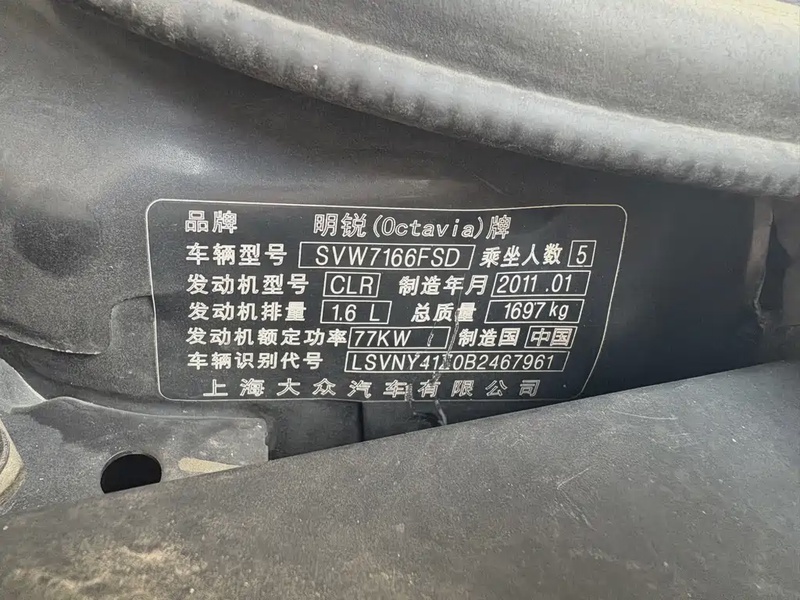 品牌 明锐(Octavia)牌
车辆型号 SVW7166FSD 乘坐人数 5
发动机型号 CLR 制造年月 2011.01
发动机排量 1.6 L 总质量 1697kg
发动机额定功率 77KW 制造国 中国
车辆识别代号 LSVNY41Z0B2467961
上海大众汽车有限公司